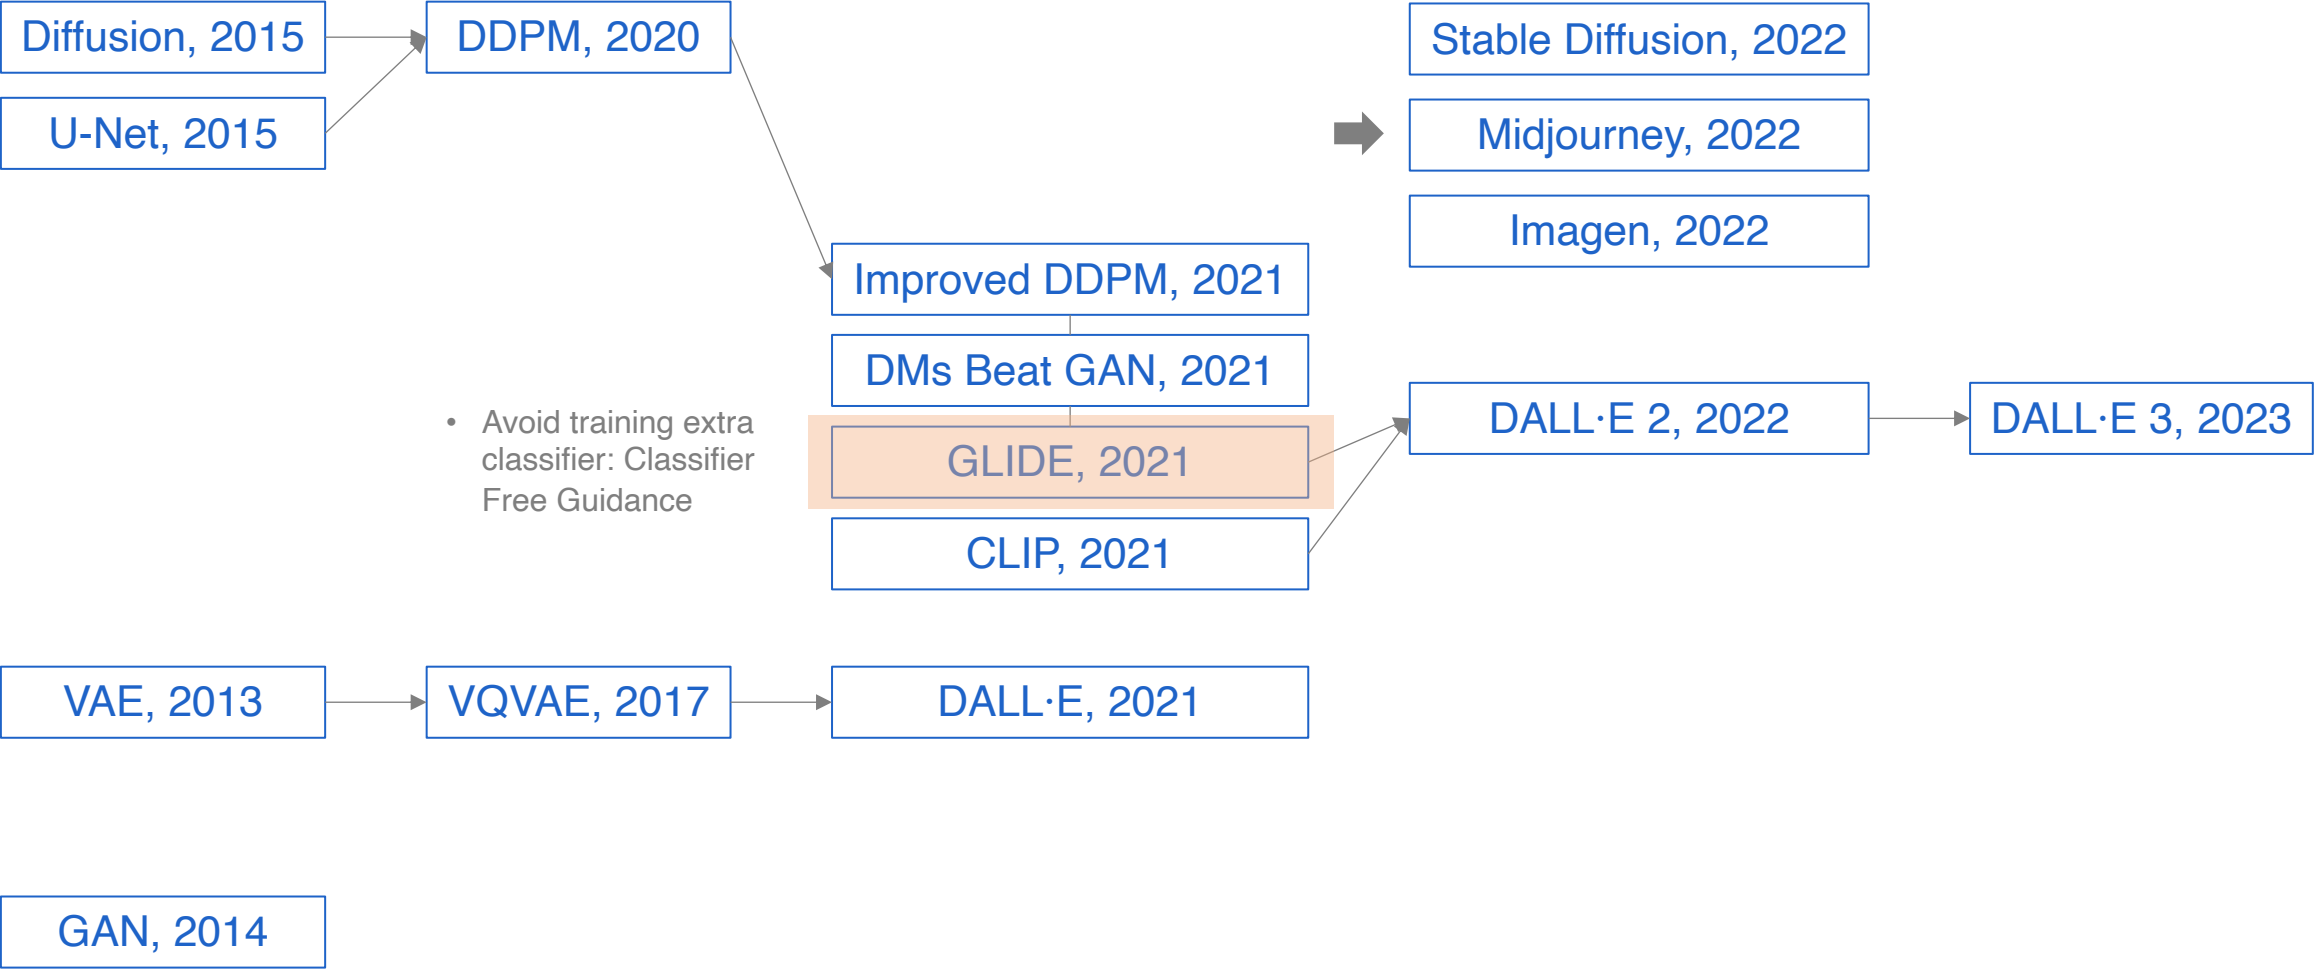 Diffusion, 2015
DDPM, 2020
Stable Diffusion, 2022
U-Net, 2015
Midjourney, 2022
Imagen, 2022
Improved DDPM, 2021
DMs Beat GAN, 2021
DALL·E 2, 2022
DALL·E 3, 2023
• Avoid training extra
classifier: Classifier
Free Guidance
GLIDE, 2021
CLIP, 2021
VAE, 2013
VQVAE, 2017
DALL·E, 2021
GAN, 2014